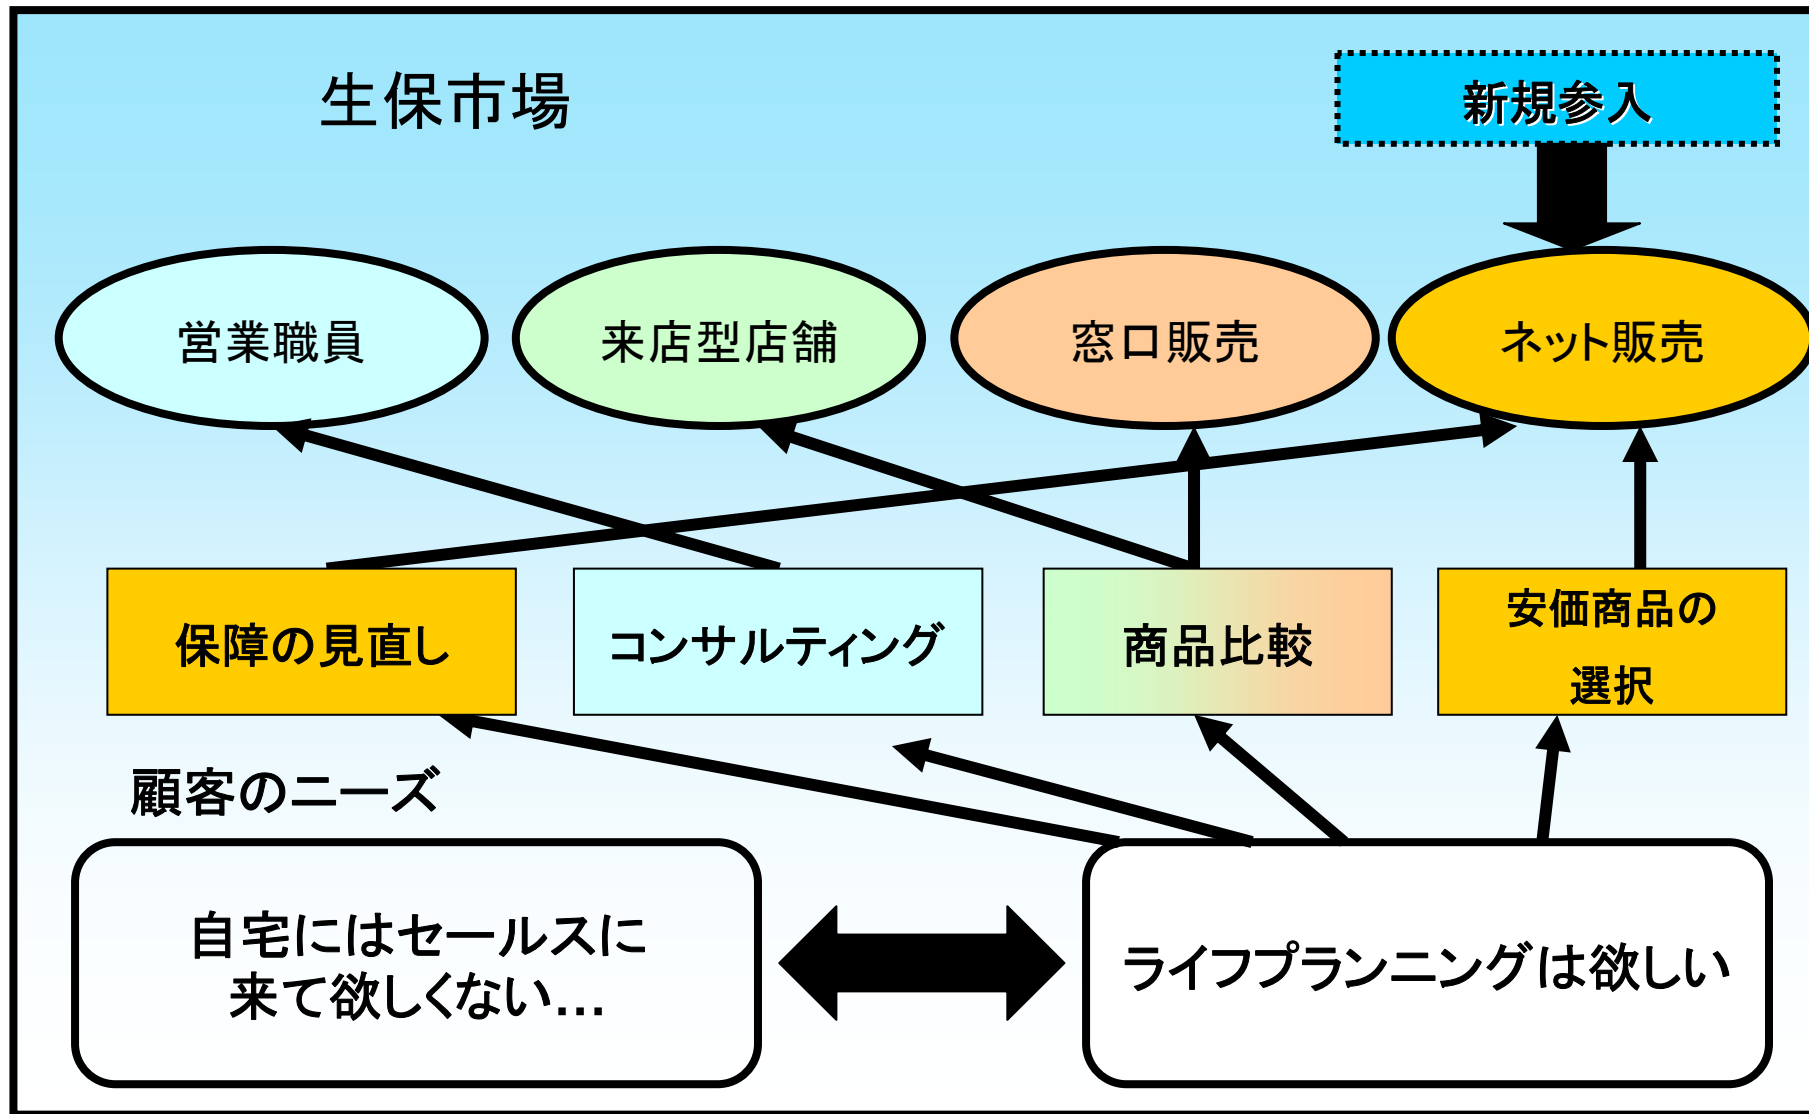 生保市場
新規参入
営業職員
来店型店舗
窓口販売
ネット販売
保障の見直し
コンサルティング
商品比較
安価商品の
選択
顧客のニーズ
自宅にはセールスに
来て欲しくない…
ライフプランニングは欲しい